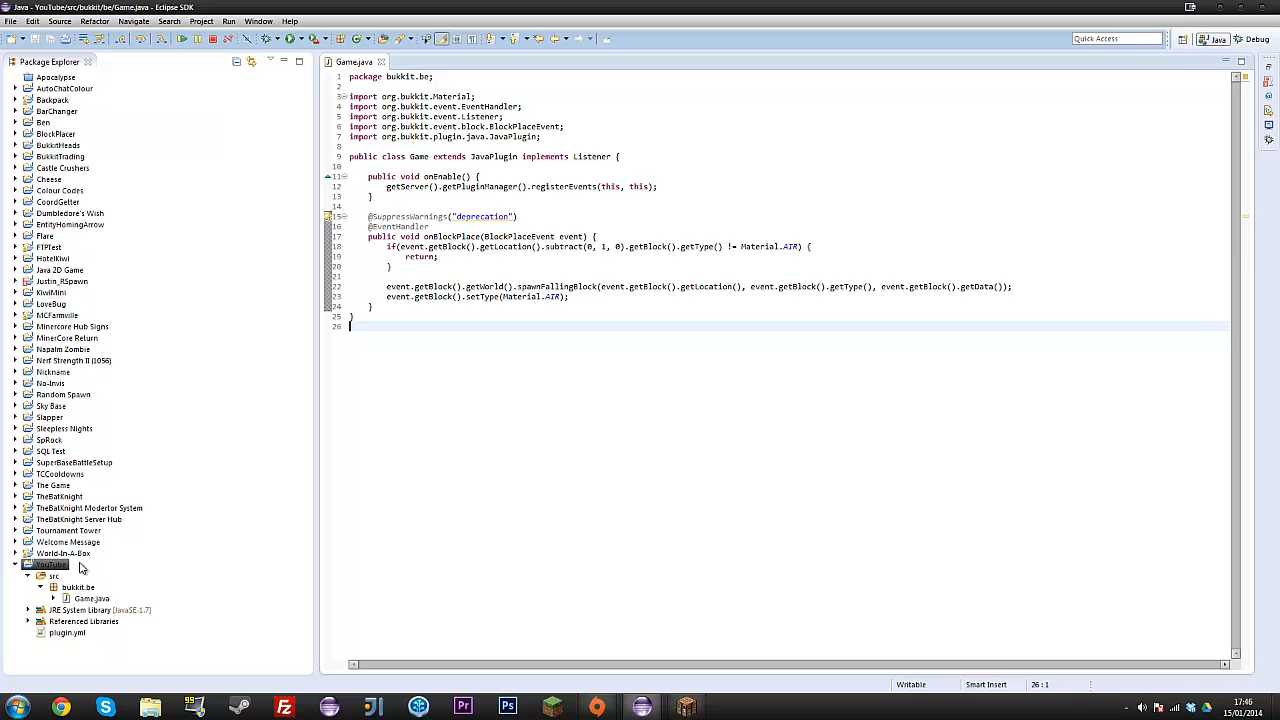 Java - YouTube/src/bukkit/be/Game.java - Eclipse SDK
File Edit Source Refactor Navigate Search Project Run Window Help
Quick Access
Java
Debug
Package Explorer
Apocalypse
AutoChatColour
Backpack
BarChanger
Ben
BlockPlacer
BukkitHeads
BukkitTrading
Castle Crushers
Cheese
Colour Codes
CoordGetter
Dumbledore's Wish
EntityHomingArrow
Flare
FTPTest
HotelKiwi
Java 2D Game
Justin_RSpawn
KiwiMini
LoveBug
MCFarmville
Minercore Hub Signs
MinerCore Return
Napalm Zombie
Nerf Strength II (1056)
Nickname
No-Invis
Random Spawn
Sky Base
Slapper
Sleepless Nights
SpRock
SQL Test
SuperBaseBattleSetup
TCCooldowns
The Game
TheBatKnight
TheBatKnight Modertor System
TheBatKnight Server Hub
Tournament Tower
Welcome Message
World-In-A-Box
YouTube
src
bukkit.be
Game.java
JRE System Library [JavaSE-1.7]
Referenced Libraries
plugin.yml
Game.java
1 package bukkit.be;
2
3 import org.bukkit.Material;
4 import org.bukkit.event.EventHandler;
5 import org.bukkit.event.Listener;
6 import org.bukkit.event.block.BlockPlaceEvent;
7 import org.bukkit.plugin.java.JavaPlugin;
8
9 public class Game extends JavaPlugin implements Listener {
10
11 public void onEnable() {
12 getServer().getPluginManager().registerEvents(this, this);
13 }
14
15 @SuppressWarnings("deprecation")
16 @EventHandler
17 public void onBlockPlace(BlockPlaceEvent event) {
18 if(event.getBlock().getLocation().subtract(0, 1, 0).getBlock().getType() != Material.AIR) {
19 return;
20 }
21
22 event.getBlock().getWorld().spawnFallingBlock(event.getBlock().getLocation(), event.getBlock().getType(), event.getBlock().getData());
23 event.getBlock().setType(Material.AIR);
24 }
25 }
26
Writable Smart Insert 26 : 1
17:46
15/01/2014